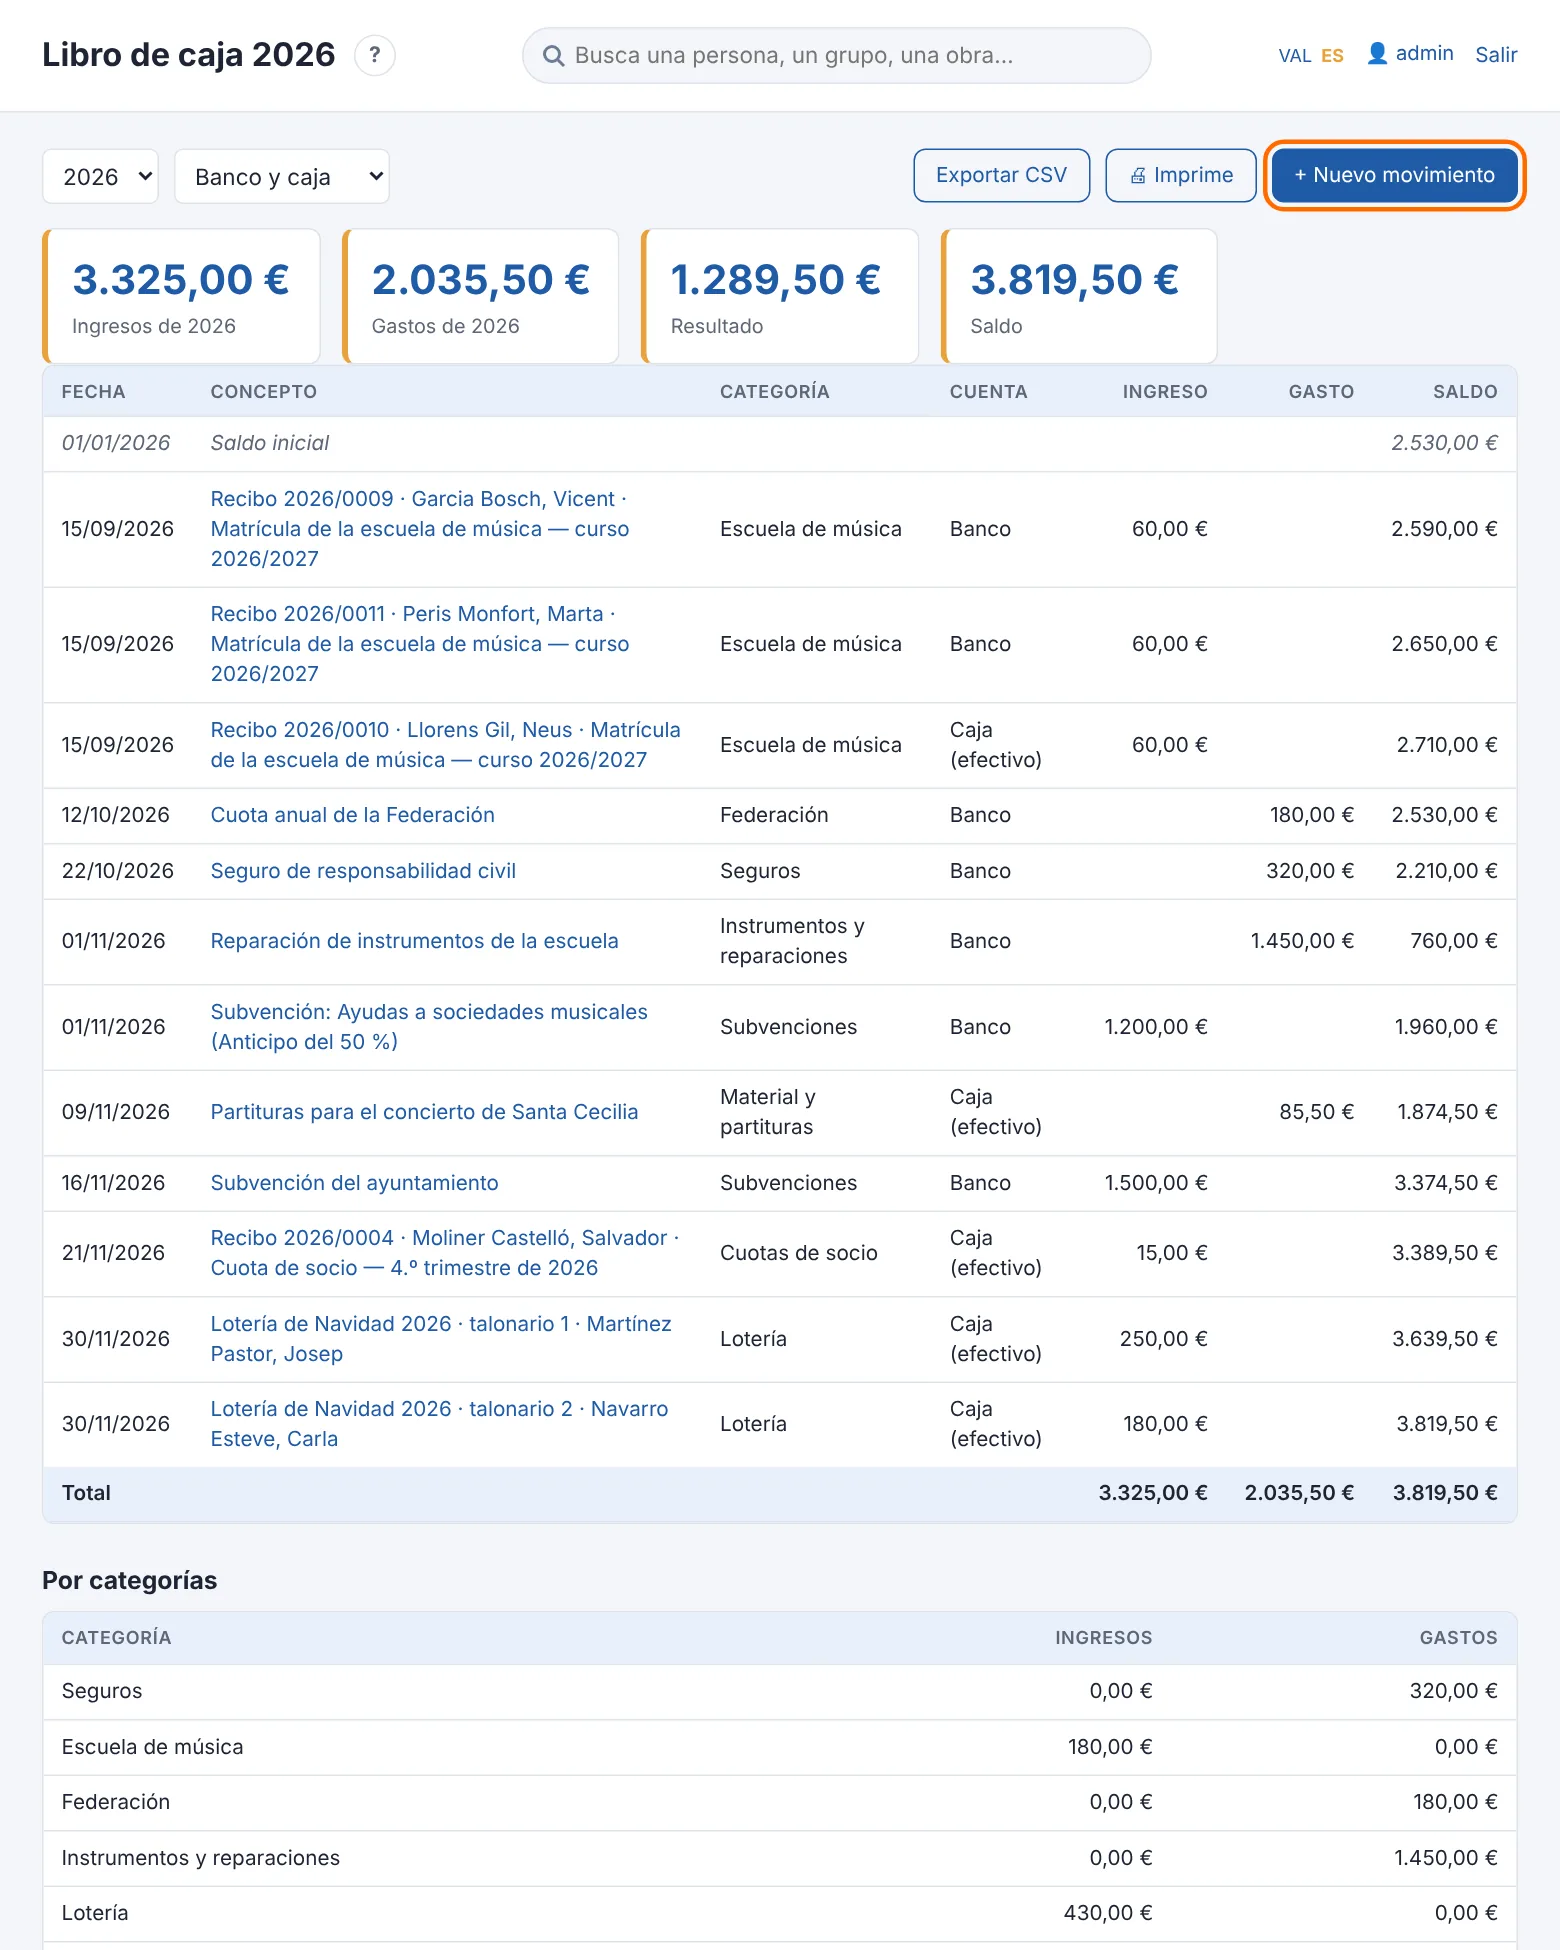 Libro de caja 2026 ? Busca una persona, un grupo, una obra... VAL ES admin Salir
2026 Banco y caja Exportar CSV Imprime + Nuevo movimiento
3.325,00 € 2.035,50 € 1.289,50 € 3.819,50 €
Ingresos de 2026 Gastos de 2026 Resultado Saldo
FECHA CONCEPTO CATEGORÍA CUENTA INGRESO GASTO SALDO
01/01/2026 Saldo inicial 2.530,00 €
Recibo 2026/0009 · Garcia Bosch, Vicent ·
15/09/2026 Matrícula de la escuela de música — curso Escuela de música Banco 60,00 € 2.590,00 €
2026/2027
Recibo 2026/0011 · Peris Monfort, Marta ·
15/09/2026 Matrícula de la escuela de música — curso Escuela de música Banco 60,00 € 2.650,00 €
2026/2027
Recibo 2026/0010 · Llorens Gil, Neus · Matrícula Caja
15/09/2026 Escuela de música 60,00 € 2.710,00 €
de la escuela de música — curso 2026/2027 (efectivo)
12/10/2026 Cuota anual de la Federación Federación Banco 180,00 € 2.530,00 €
22/10/2026 Seguro de responsabilidad civil Seguros Banco 320,00 € 2.210,00 €
Instrumentos y
01/11/2026 Reparación de instrumentos de la escuela Banco 1.450,00 € 760,00 €
reparaciones
Subvención: Ayudas a sociedades musicales
01/11/2026 Subvenciones Banco 1.200,00 € 1.960,00 €
(Anticipo del 50 %)
Material y Caja
09/11/2026 Partituras para el concierto de Santa Cecilia 85,50 € 1.874,50 €
partituras (efectivo)
16/11/2026 Subvención del ayuntamiento Subvenciones Banco 1.500,00 € 3.374,50 €
Recibo 2026/0004 · Moliner Castelló, Salvador · Caja
21/11/2026 Cuotas de socio 15,00 € 3.389,50 €
Cuota de socio — 4.º trimestre de 2026 (efectivo)
Lotería de Navidad 2026 · talonario 1 · Martínez Caja
30/11/2026 Lotería 250,00 € 3.639,50 €
Pastor, Josep (efectivo)
Lotería de Navidad 2026 · talonario 2 · Navarro Caja
30/11/2026 Lotería 180,00 € 3.819,50 €
Esteve, Carla (efectivo)
Total 3.325,00 € 2.035,50 € 3.819,50 €
Por categorías
CATEGORÍA INGRESOS GASTOS
Seguros 0,00 € 320,00 €
Escuela de música 180,00 € 0,00 €
Federación 0,00 € 180,00 €
Instrumentos y reparaciones 0,00 € 1.450,00 €
Lotería 430,00 € 0,00 €